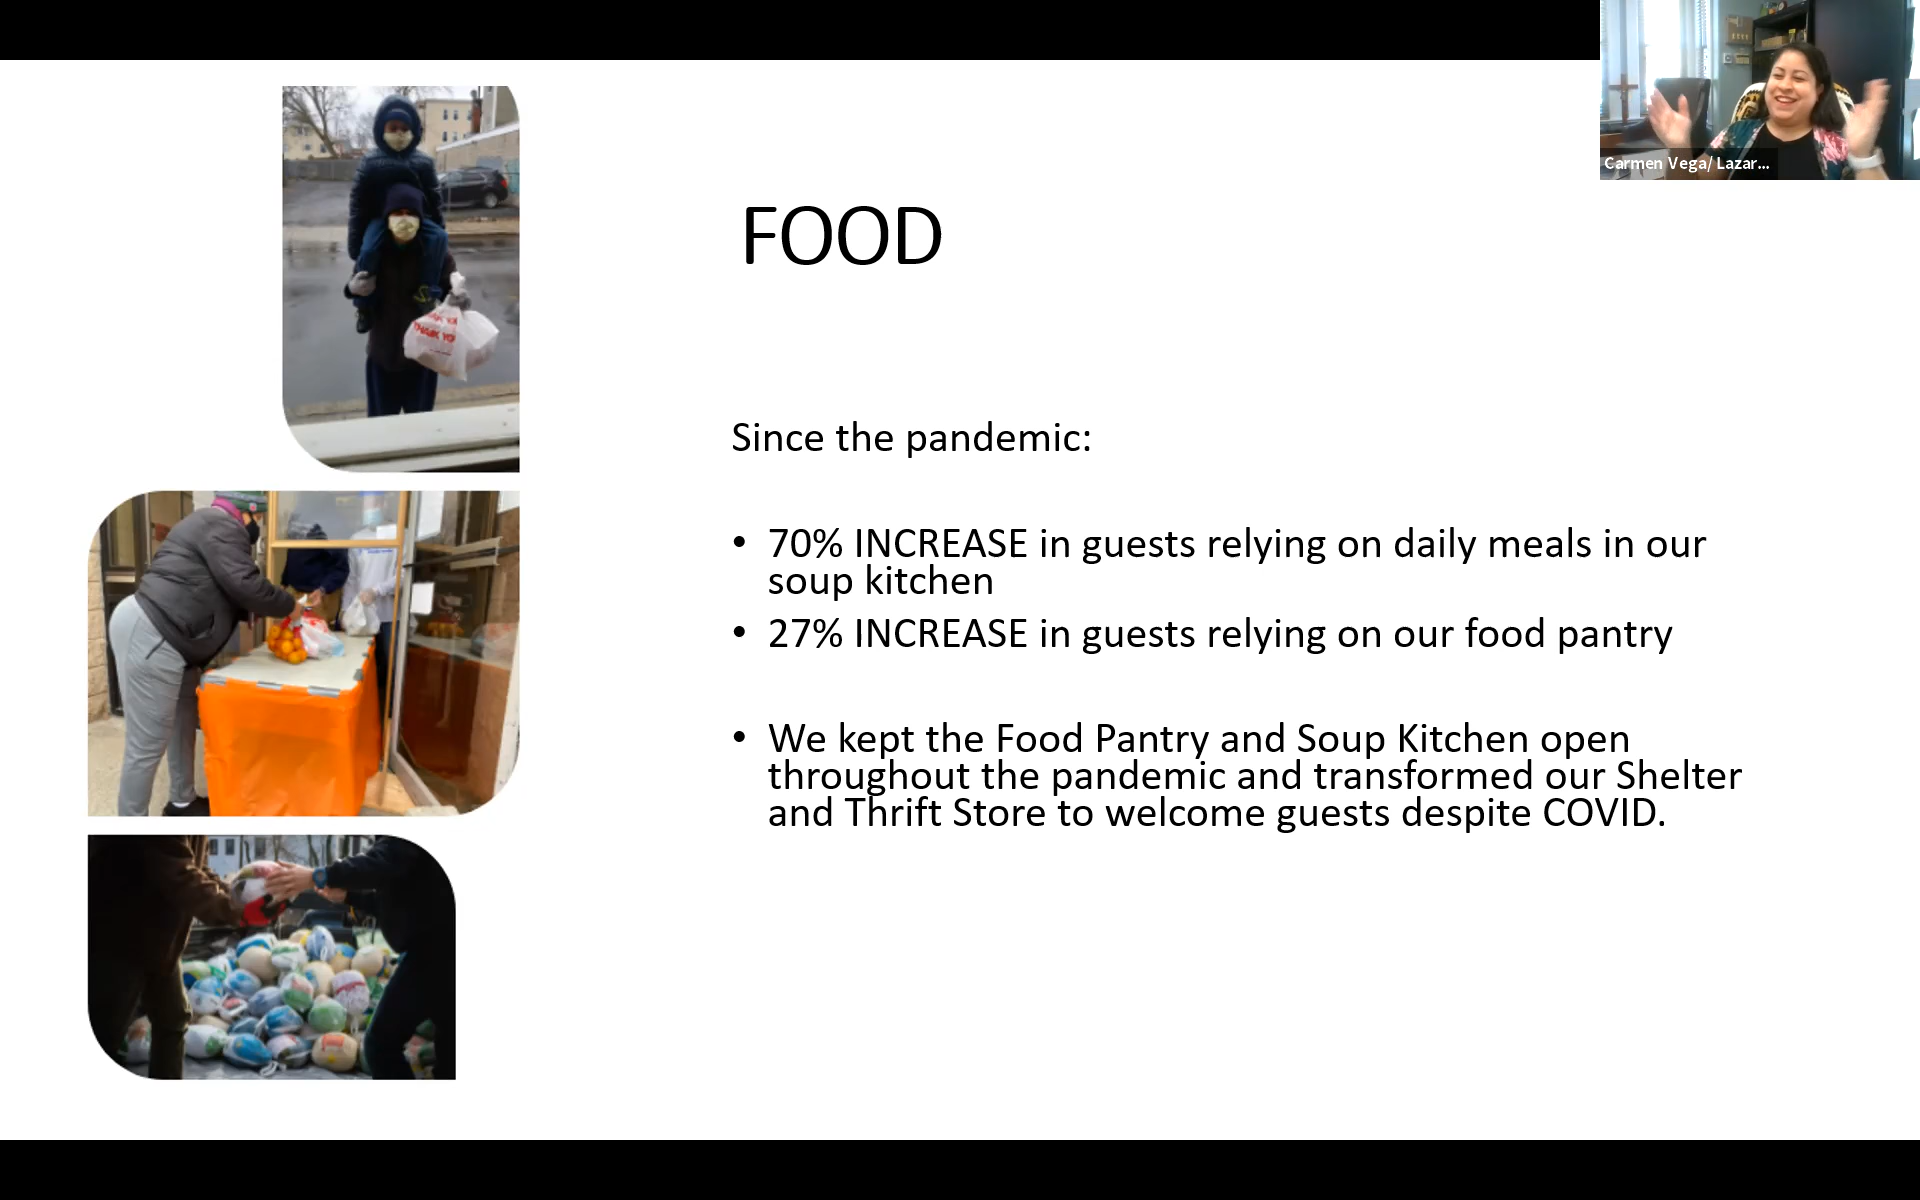 Carmen Vega/ Lazar...
FOOD
THANK YOU
Since the pandemic:
• 70% INCREASE in guests relying on daily meals in our
soup kitchen
• 27% INCREASE in guests relying on our food pantry
• We kept the Food Pantry and Soup Kitchen open
throughout the pandemic and transformed our Shelter
and Thrift Store to welcome guests despite COVID.